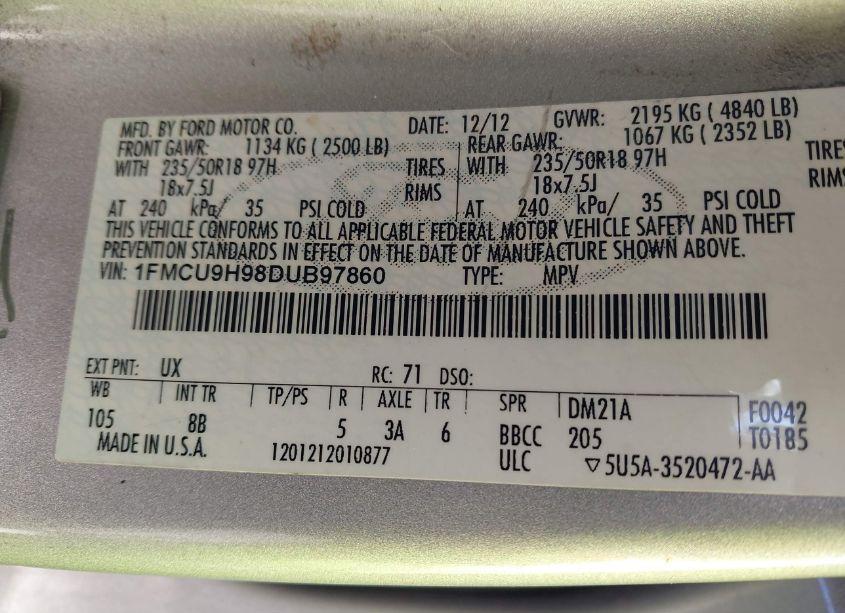 MFD. BY FORD MOTOR CO. DATE: 12/12 GVWR: 2195 KG ( 4840 LB)
FRONT GAWR: 1134 KG ( 2500 LB) REAR GAWR: 1067 KG ( 2352 LB)
WITH 235/50R18 97H TIRES WITH 235/50R18 97H TIRES
18x7.5J RIMS 18x7.5J RIMS
AT 240 kPa/ 35 PSI COLD AT 240 kPa/ 35 PSI COLD
THIS VEHICLE CONFORMS TO ALL APPLICABLE FEDERAL MOTOR VEHICLE SAFETY AND THEFT
PREVENTION STANDARDS IN EFFECT ON THE DATE OF MANUFACTURE SHOWN ABOVE.
VIN: 1FMCU9H98DUB97860 TYPE: MPV
EXT PNT: UX RC: 71 DSO:
WB INT TR TP/PS R AXLE TR SPR DM21A F0042
105 8B 5 3A 6 BBCC 205 T0185
MADE IN U.S.A. 1201212010877 ULC ▽5U5A-3520472-AA